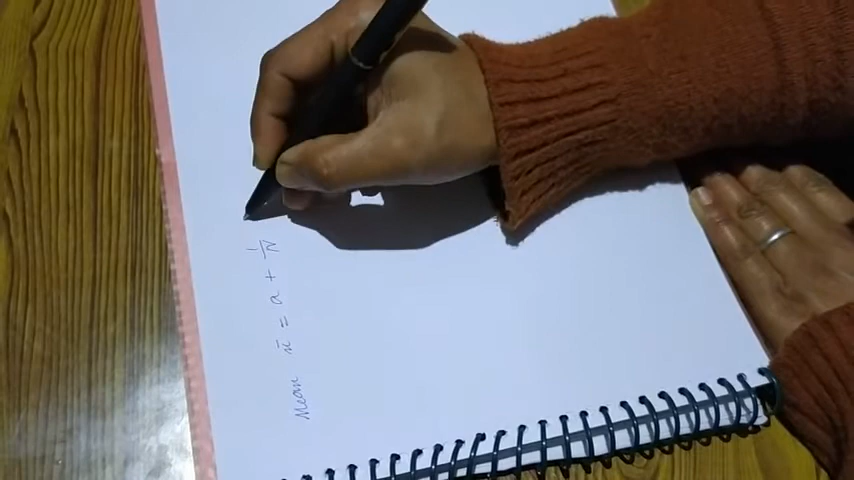 Mean x̄ = a + 1/N